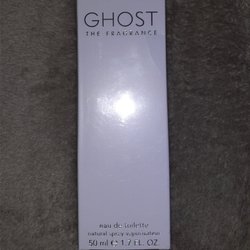 GHOST
THE FRAGRANCE
eau de toilette
natural spray vaporisateur
50 ml ℮ 1.7 FL. OZ